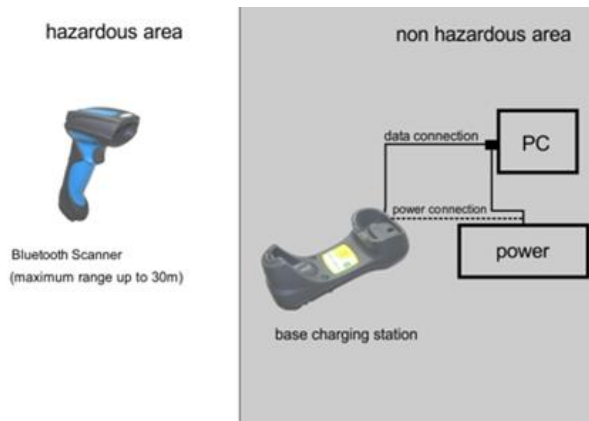 hazardous area
non hazardous area
data connection
PC
power connection
power
Bluetooth Scanner
(maximum range up to 30m)
base charging station